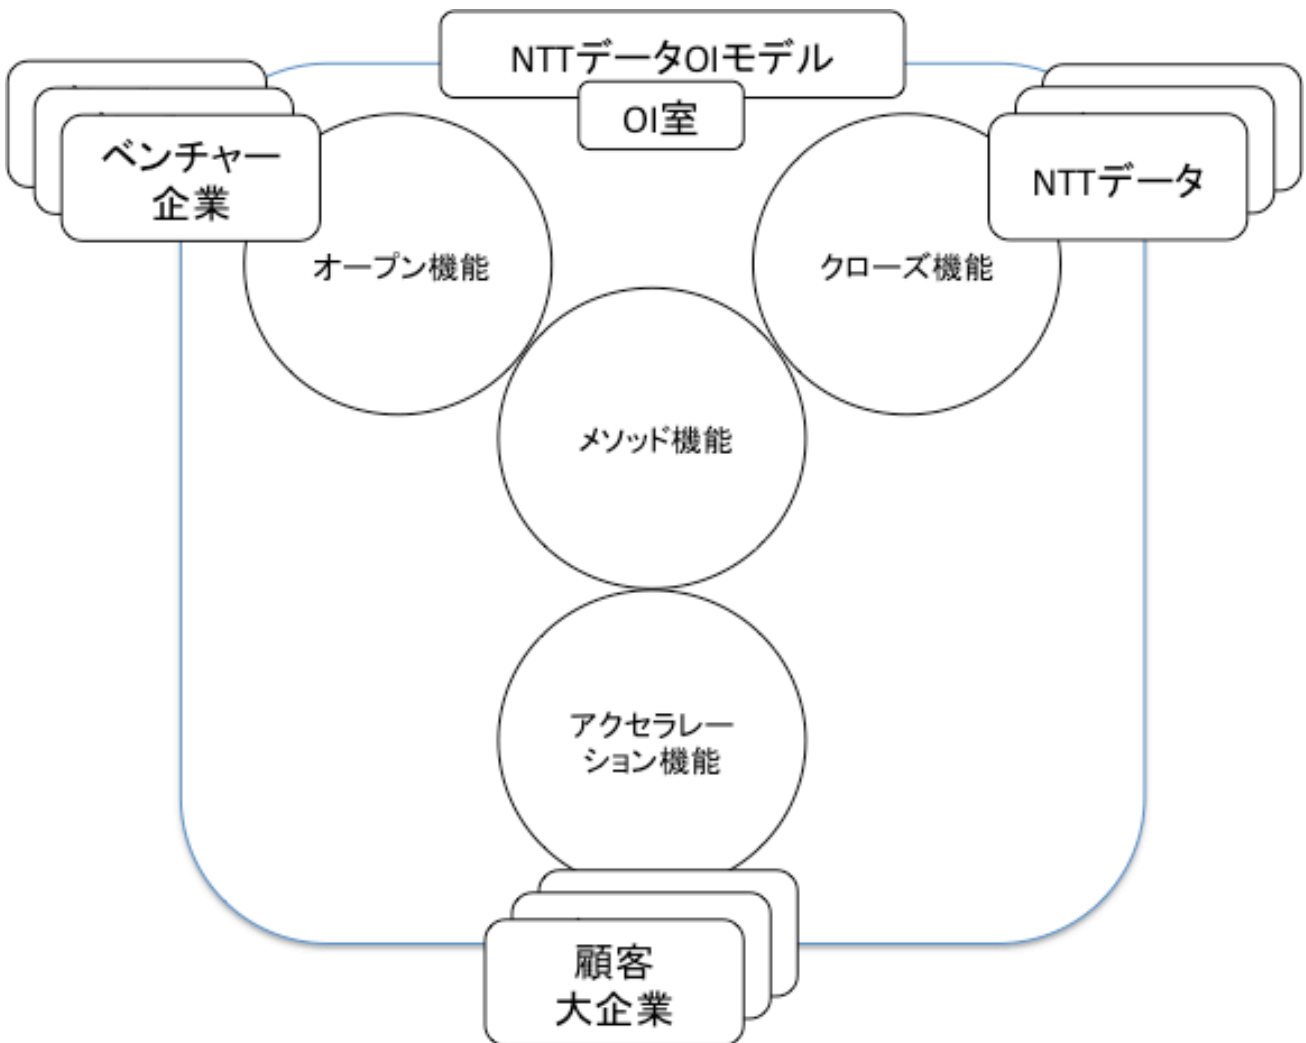 NTTデータOIモデル
OI室
ベンチャー
企業
NTTデータ
オープン機能
クローズ機能
メソッド機能
アクセラレー
ション機能
顧客
大企業